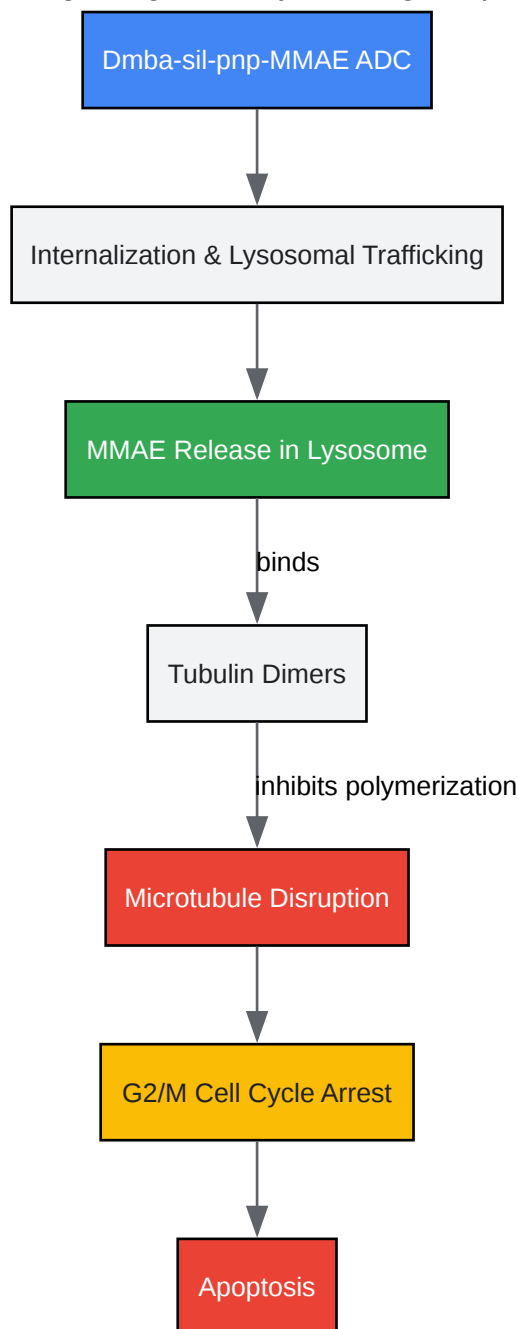 Dmba-sil-pnp-MMAE ADC
Internalization & Lysosomal Trafficking
MMAE Release in Lysosome
binds
Tubulin Dimers
inhibits polymerization
Microtubule Disruption
G2/M Cell Cycle Arrest
Apoptosis